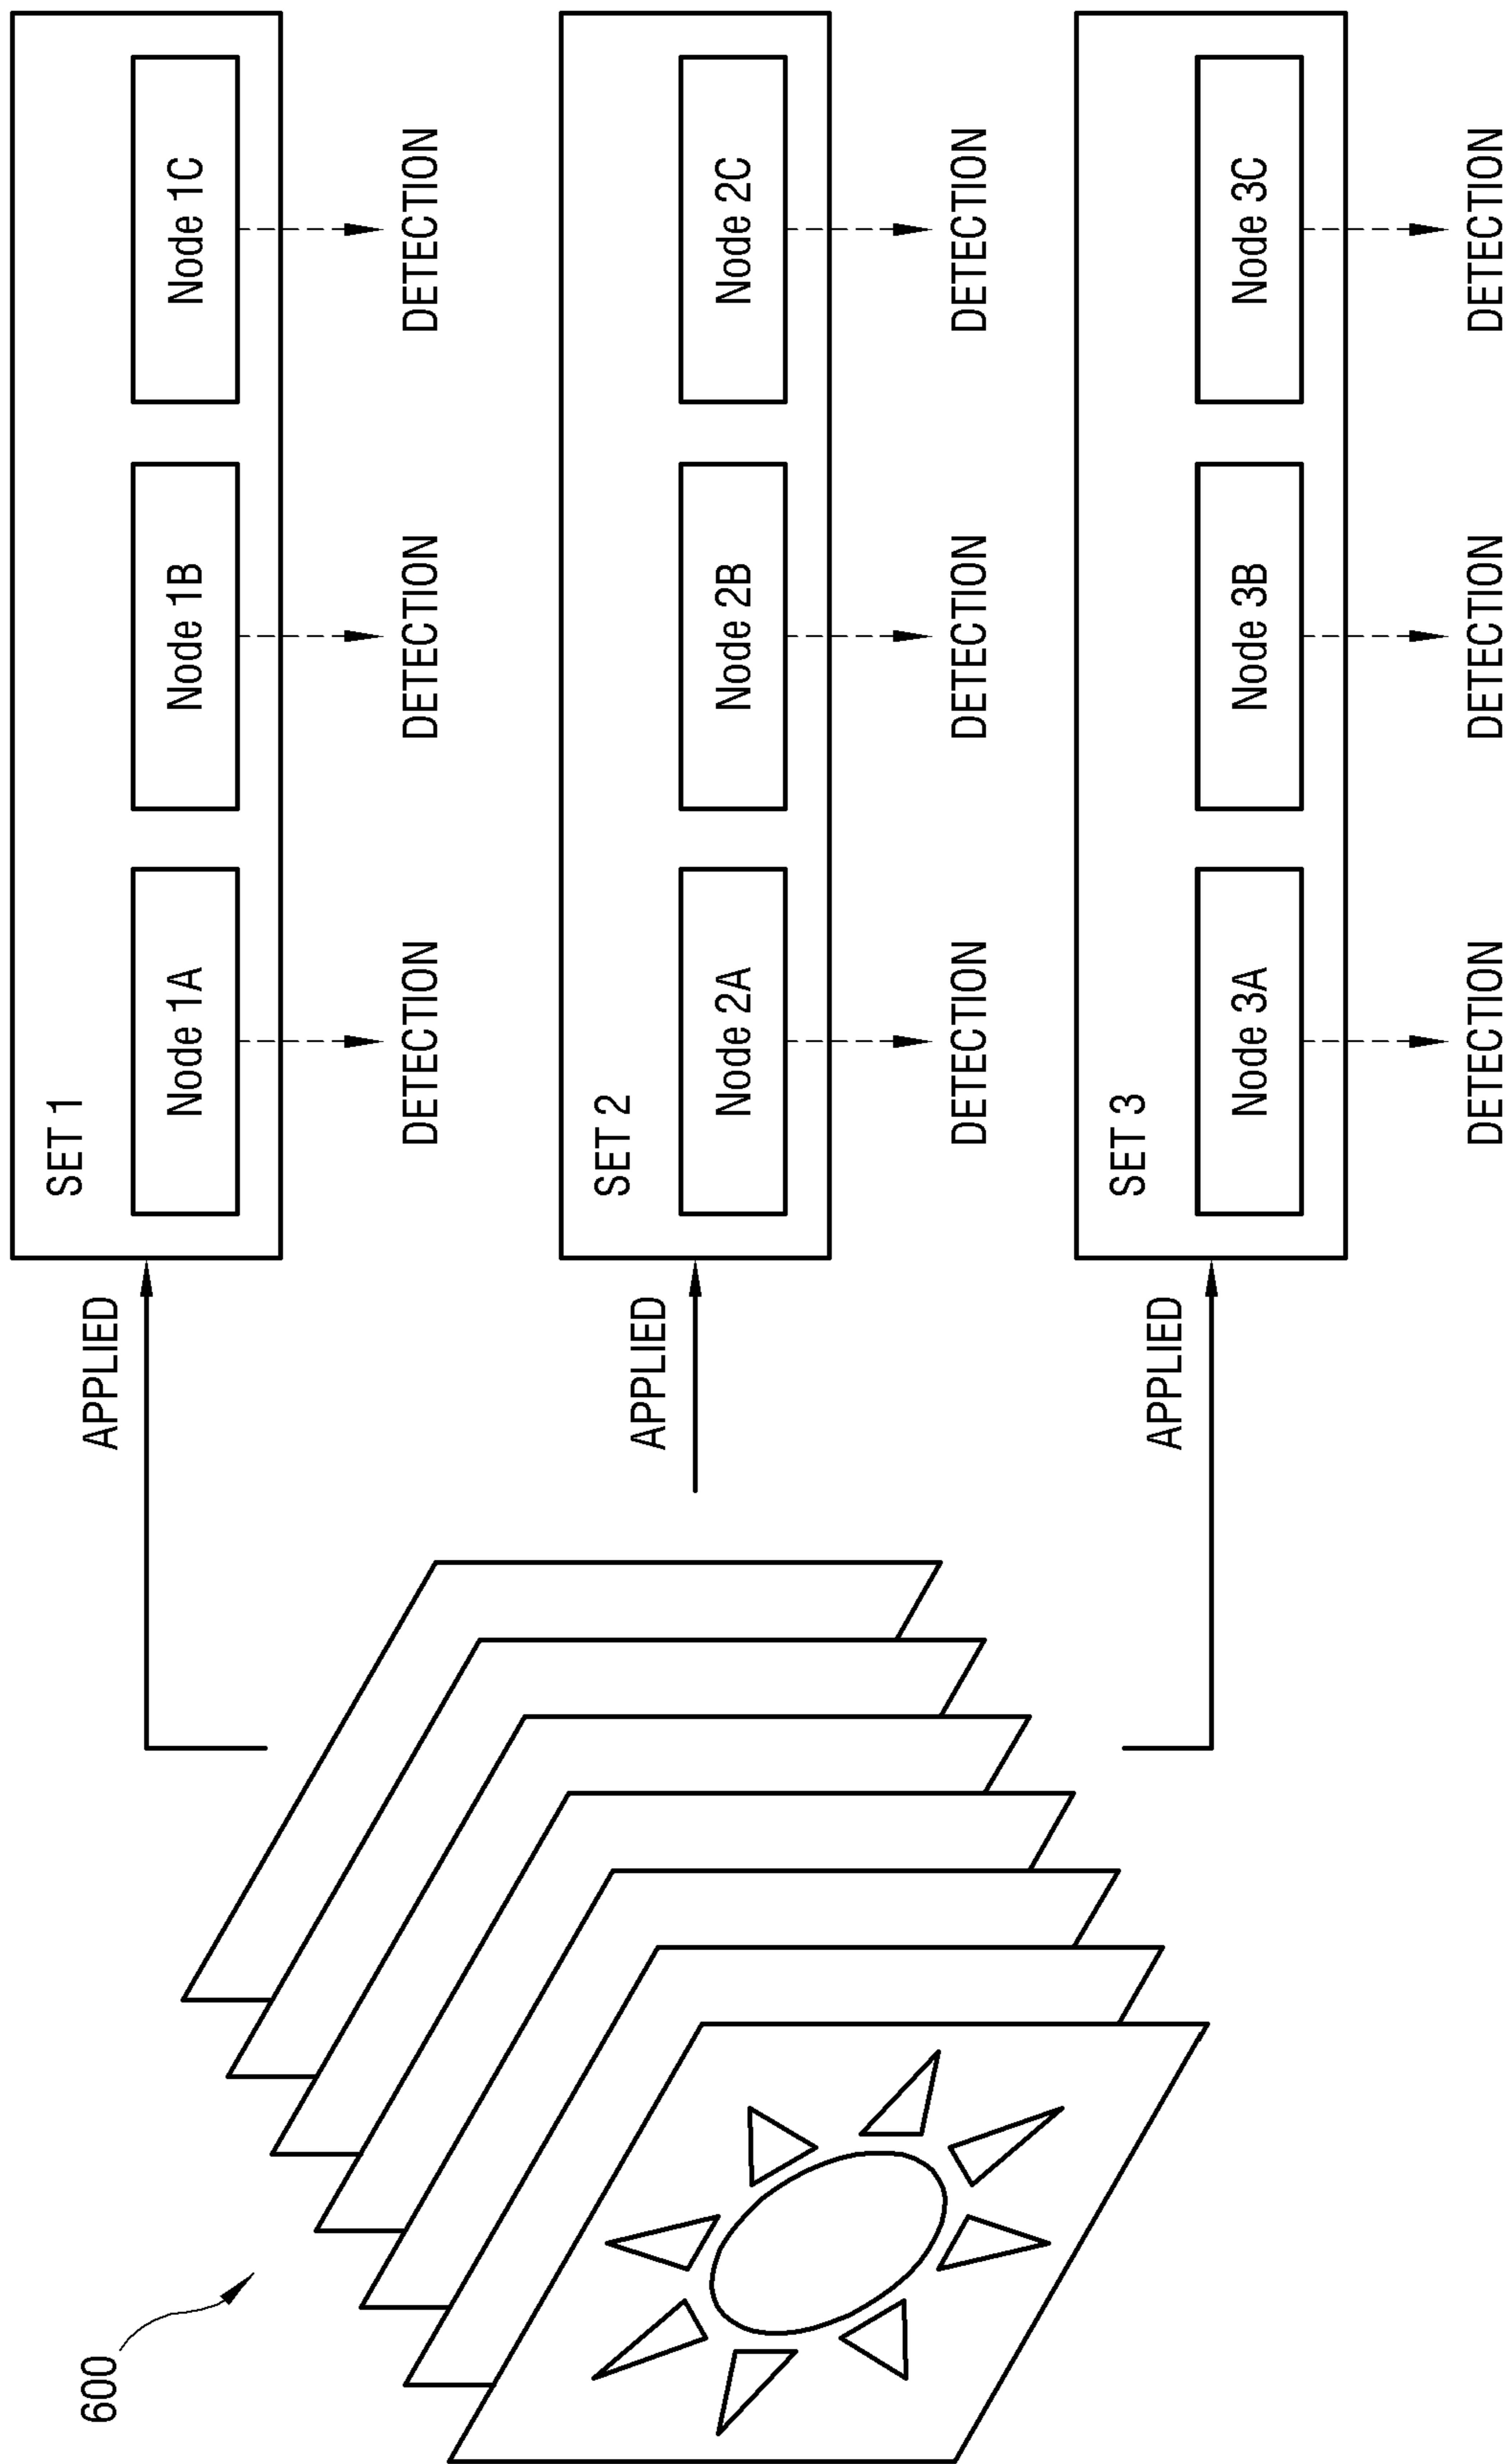 600
APPLIED
SET 1
Node 1A
Node 1B
Node 1C
DETECTION
DETECTION
DETECTION
APPLIED
SET 2
Node 2A
Node 2B
Node 2C
DETECTION
DETECTION
DETECTION
APPLIED
SET 3
Node 3A
Node 3B
Node 3C
DETECTION
DETECTION
DETECTION